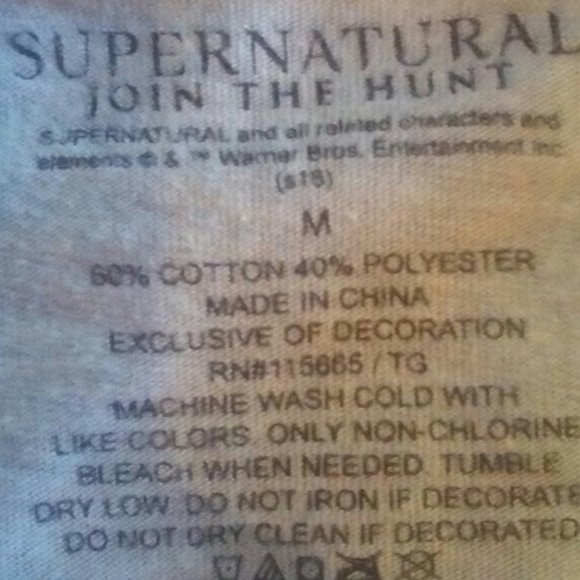 SUPERNATURAL
JOIN THE HUNT
SUPERNATURAL and all related characters and
elements © & ™ Warner Bros. Entertainment Inc.
(s16)
M
60% COTTON 40% POLYESTER
MADE IN CHINA
EXCLUSIVE OF DECORATION
RN#115665 / TG
MACHINE WASH COLD WITH
LIKE COLORS. ONLY NON-CHLORINE
BLEACH WHEN NEEDED. TUMBLE
DRY LOW. DO NOT IRON IF DECORATE
DO NOT DRY CLEAN IF DECORATED